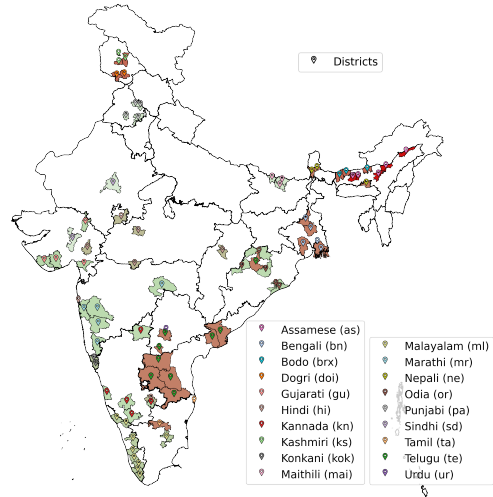 Districts
Assamese (as)
Bengali (bn)
Bodo (brx)
Dogri (doi)
Gujarati (gu)
Hindi (hi)
Kannada (kn)
Kashmiri (ks)
Konkani (kok)
Maithili (mai)
Malayalam (ml)
Marathi (mr)
Nepali (ne)
Odia (or)
Punjabi (pa)
Sindhi (sd)
Tamil (ta)
Telugu (te)
Urdu (ur)